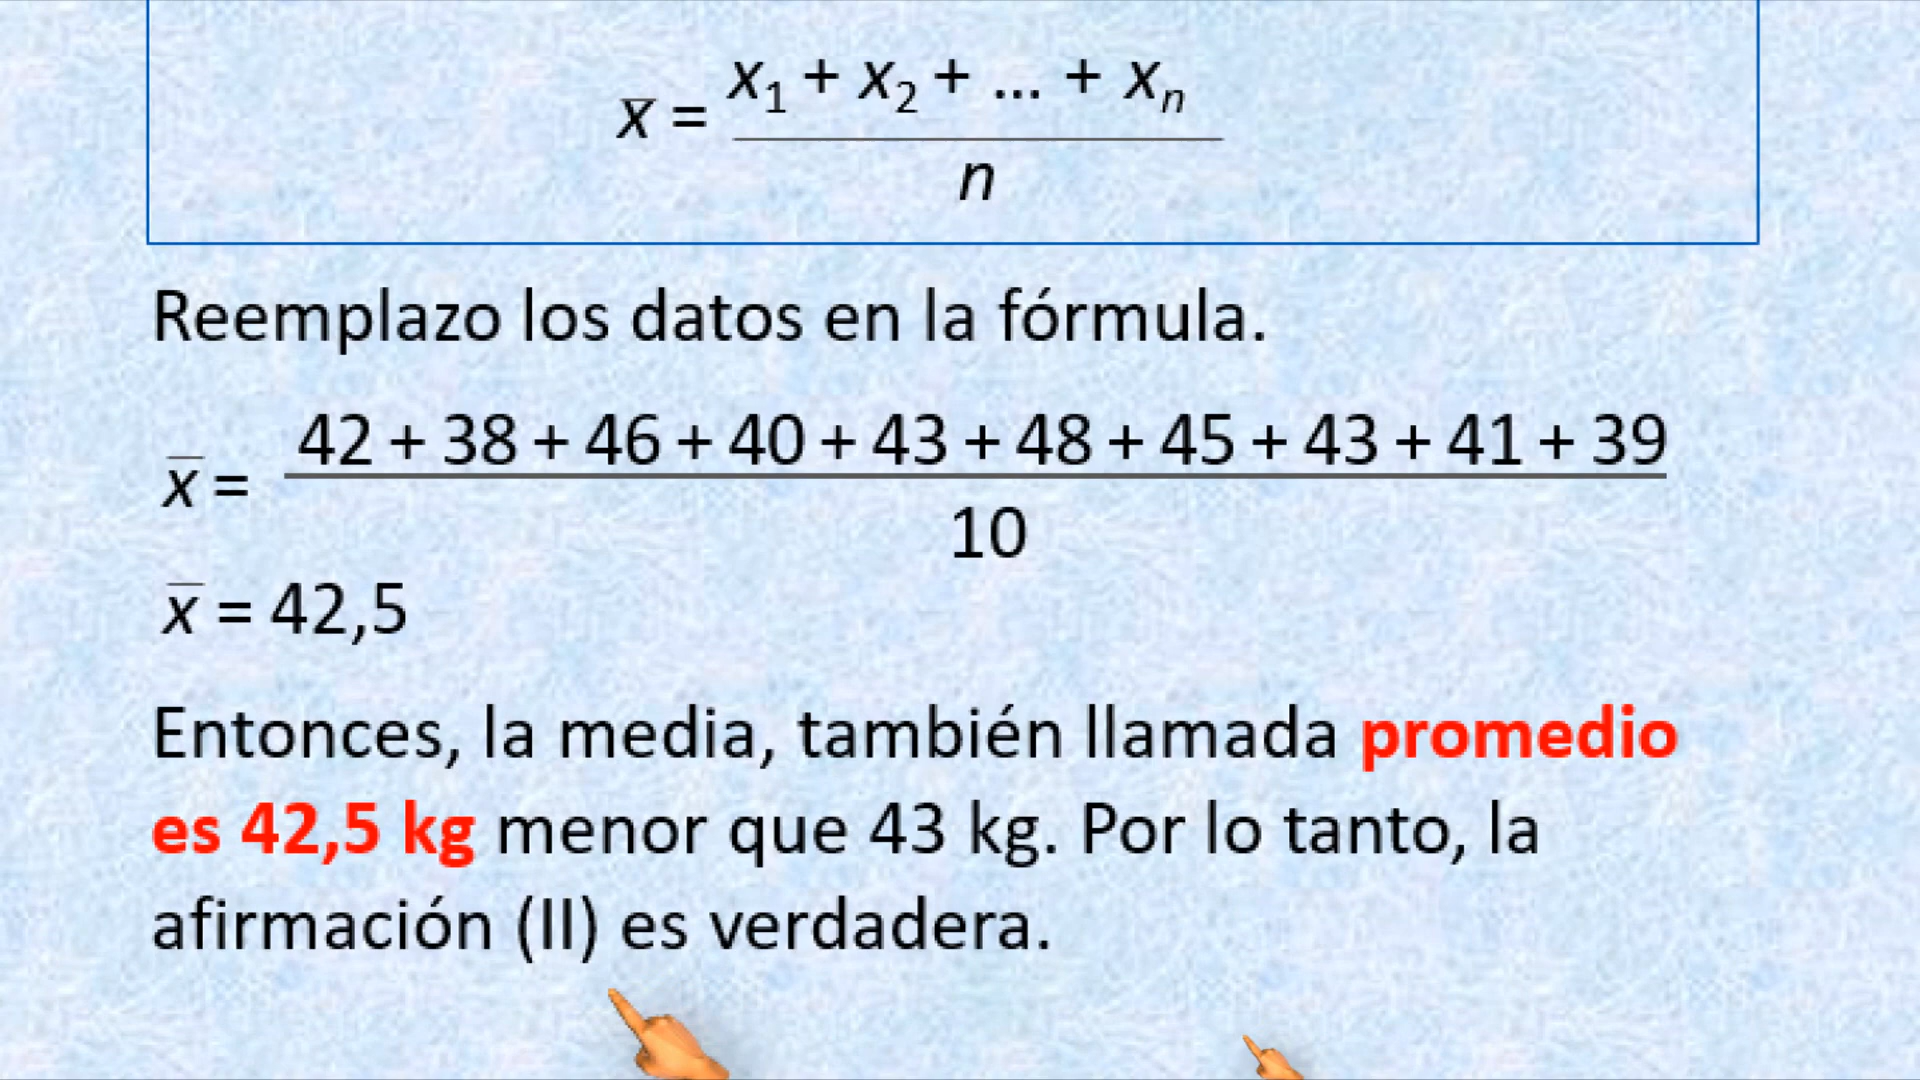 x̅ = x₁ + x₂ + ... + xₙ / n
Reemplazo los datos en la fórmula.
x̅ = 42 + 38 + 46 + 40 + 43 + 48 + 45 + 43 + 41 + 39 / 10
x̅ = 42,5
Entonces, la media, también llamada promedio
es 42,5 kg menor que 43 kg. Por lo tanto, la
afirmación (II) es verdadera.